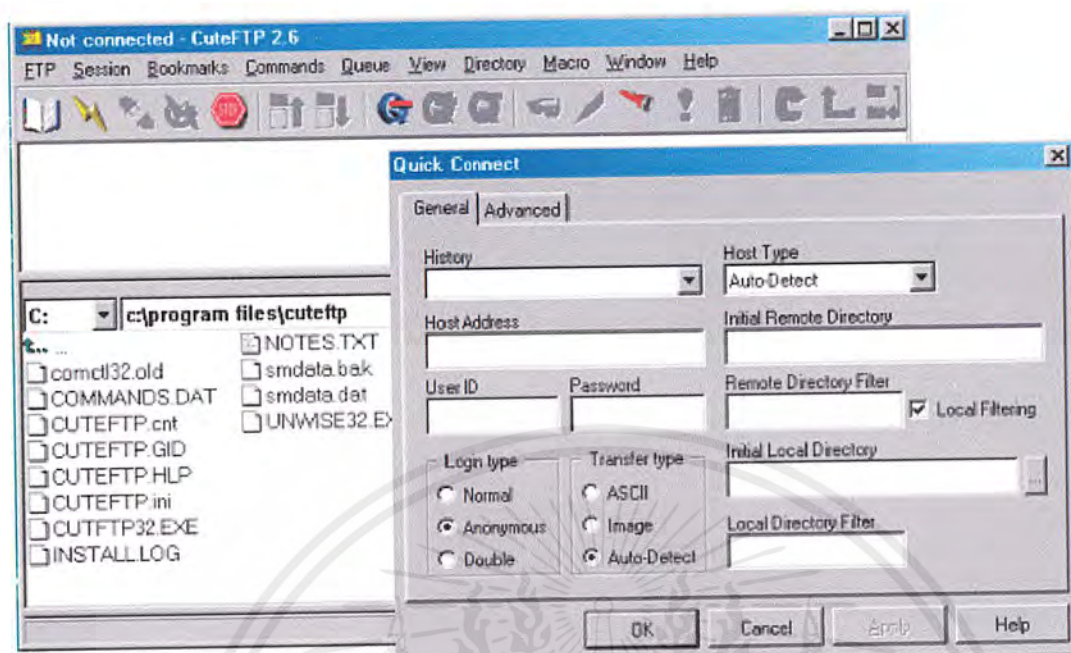 Not connected - CuteFTP 2.6
FTP Session Bookmarks Commands Queue View Directory Macro Window Help
STOP
C: c:\program files\cuteftp
comctl32.old
COMMANDS.DAT
CUTEFTP.cnt
CUTEFTP.GID
CUTEFTP.HLP
CUTEFTP.ini
CUTFTP32.EXE
INSTALL.LOG
NOTES.TXT
smdata.bak
smdata.dat
UNWISE32.EX
Quick Connect
General Advanced
History
Host Type
Auto-Detect
Host Address
Initial Remote Directory
User ID
Password
Remote Directory Filter
Local Filtering
Login type
Normal
Anonymous
Double
Transfer type
ASCII
Image
Auto-Detect
Initial Local Directory
...
Local Directory Filter
OK Cancel Apply Help